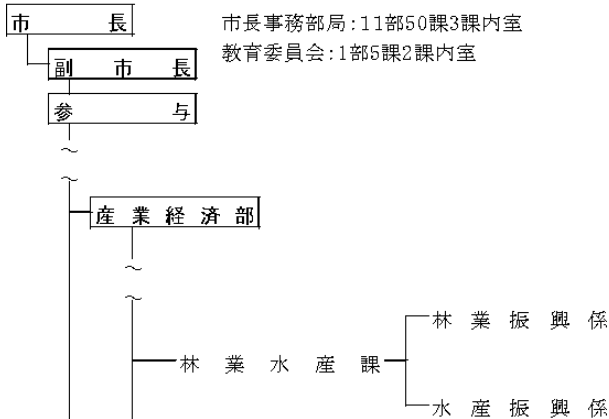 市長
市長事務部局:11部50課3課内室
教育委員会:1部5課2課内室
副市長
参与
産業経済部
林業振興係
林業水産課
水産振興係